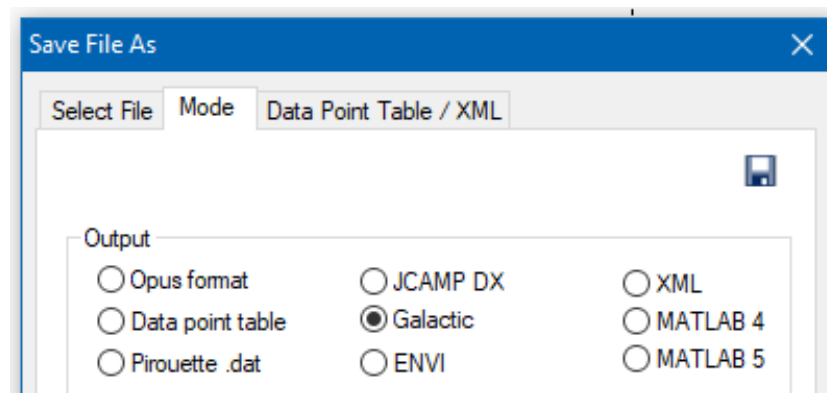 Save File As
Select File Mode Data Point Table / XML
Output
Opus format JCAMP DX XML
Data point table Galactic MATLAB 4
Pirouette .dat ENVI MATLAB 5